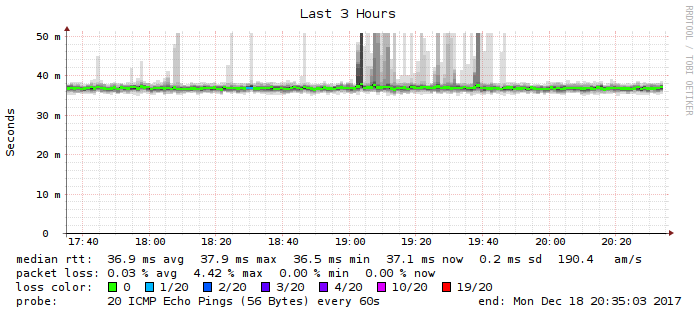 Last 3 Hours
RRDTOOL / TOBI OETIKER
Seconds
50 m
40 m
30 m
20 m
10 m
0
17:40 18:00 18:20 18:40 19:00 19:20 19:40 20:00 20:20
median rtt: 36.9 ms avg 37.9 ms max 36.5 ms min 37.1 ms now 0.2 ms sd 190.4 am/s
packet loss: 0.03 % avg 4.42 % max 0.00 % min 0.00 % now
loss color: 0 1/20 2/20 3/20 4/20 10/20 19/20
probe: 20 ICMP Echo Pings (56 Bytes) every 60s end: Mon Dec 18 20:35:03 2017